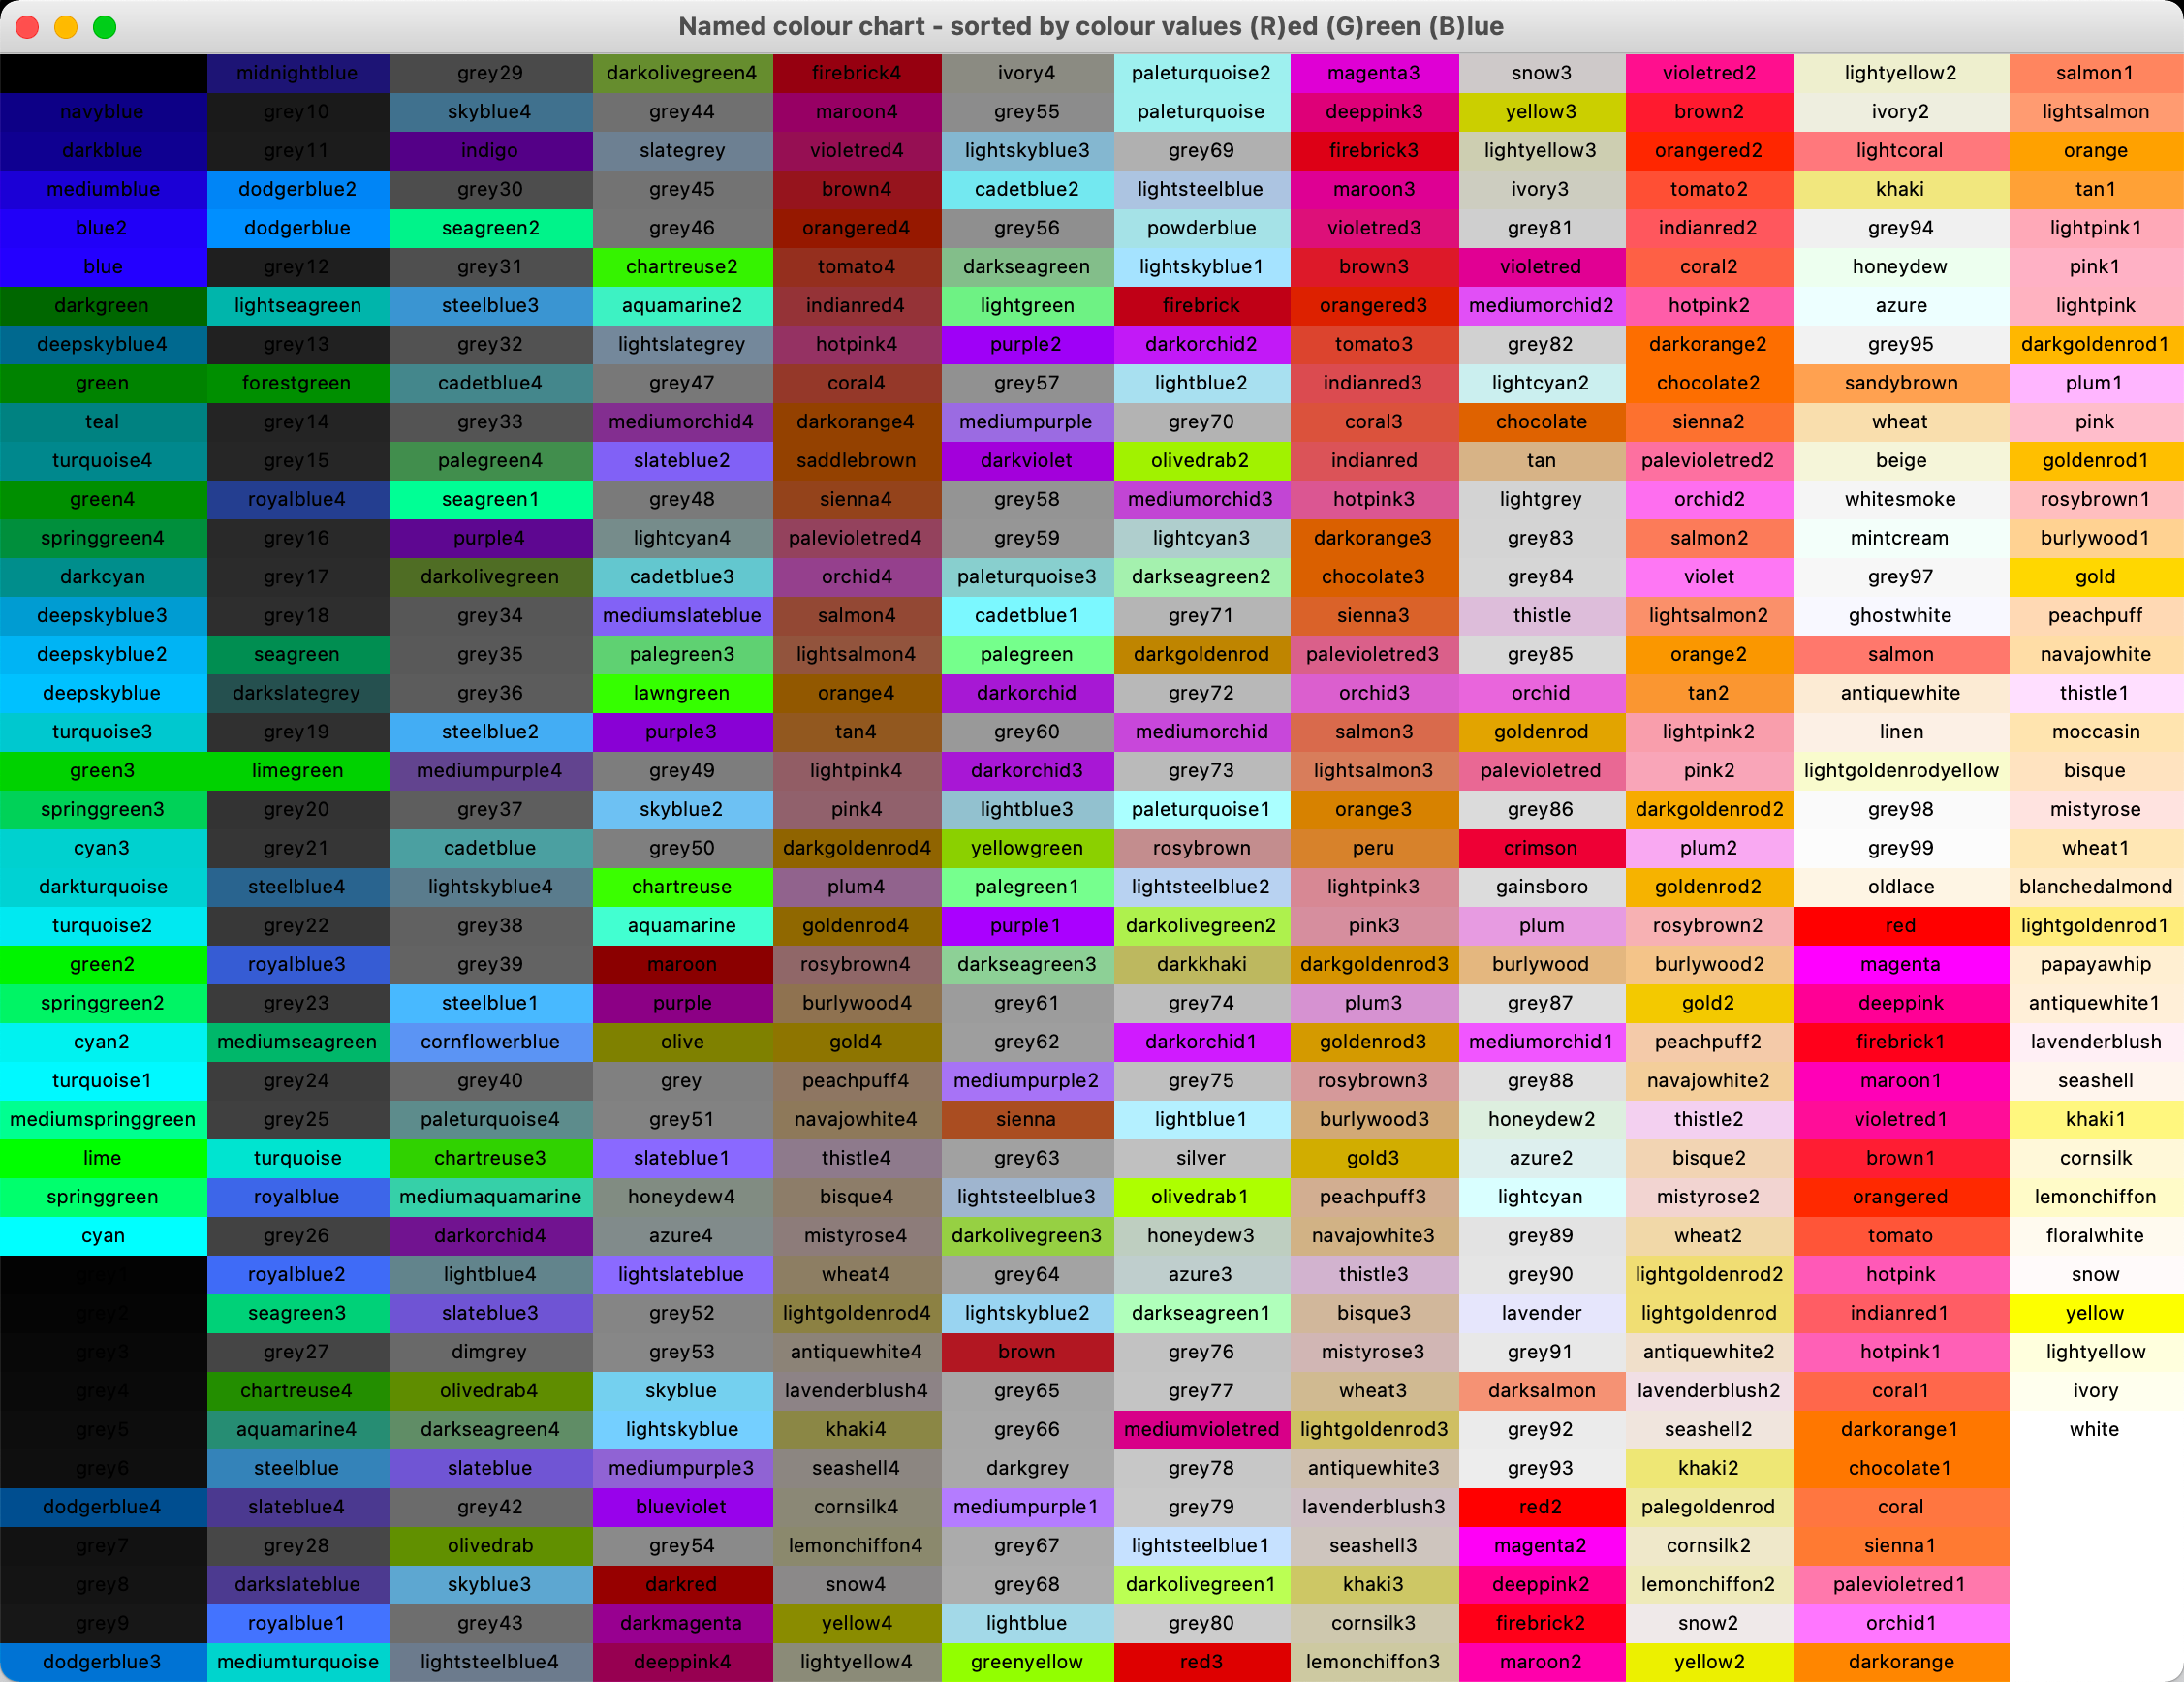 Named colour chart - sorted by colour values (R)ed (G)reen (B)lue
navyblue
darkblue
mediumblue
blue2
blue
darkgreen
deepskyblue4
green
teal
turquoise4
green4
springgreen4
darkcyan
deepskyblue3
deepskyblue2
deepskyblue
turquoise3
green3
springgreen3
cyan3
darkturquoise
turquoise2
green2
springgreen2
cyan2
turquoise1
mediumspringgreen
lime
springgreen
cyan
grey1
grey2
grey3
grey4
grey5
grey6
dodgerblue4
grey7
grey8
grey9
dodgerblue3
midnightblue
grey10
grey11
dodgerblue2
dodgerblue
grey12
lightseagreen
grey13
forestgreen
grey14
grey15
royalblue4
grey16
grey17
grey18
seagreen
darkslategrey
grey19
limegreen
grey20
grey21
steelblue4
grey22
royalblue3
grey23
mediumseagreen
grey24
grey25
turquoise
royalblue
grey26
royalblue2
seagreen3
grey27
chartreuse4
aquamarine4
steelblue
slateblue4
grey28
darkslateblue
royalblue1
mediumturquoise
grey29
skyblue4
indigo
grey30
seagreen2
grey31
steelblue3
grey32
cadetblue4
grey33
palegreen4
seagreen1
purple4
darkolivegreen
grey34
grey35
grey36
steelblue2
mediumpurple4
grey37
cadetblue
lightskyblue4
grey38
grey39
steelblue1
cornflowerblue
grey40
paleturquoise4
chartreuse3
mediumaquamarine
darkorchid4
lightblue4
slateblue3
dimgrey
olivedrab4
darkseagreen4
slateblue
grey42
olivedrab
skyblue3
grey43
lightsteelblue4
darkolivegreen4
grey44
slategrey
grey45
grey46
chartreuse2
aquamarine2
lightslategrey
grey47
mediumorchid4
slateblue2
grey48
lightcyan4
cadetblue3
mediumslateblue
palegreen3
lawngreen
purple3
grey49
skyblue2
grey50
chartreuse
aquamarine
maroon
purple
olive
grey
grey51
slateblue1
honeydew4
azure4
lightslateblue
grey52
grey53
skyblue
lightskyblue
mediumpurple3
blueviolet
grey54
darkred
darkmagenta
deeppink4
firebrick4
maroon4
violetred4
brown4
orangered4
tomato4
indianred4
hotpink4
coral4
darkorange4
saddlebrown
sienna4
palevioletred4
orchid4
salmon4
lightsalmon4
orange4
tan4
lightpink4
pink4
darkgoldenrod4
plum4
goldenrod4
rosybrown4
burlywood4
gold4
peachpuff4
navajowhite4
thistle4
bisque4
mistyrose4
wheat4
lightgoldenrod4
antiquewhite4
lavenderblush4
khaki4
seashell4
cornsilk4
lemonchiffon4
snow4
yellow4
lightyellow4
ivory4
grey55
lightskyblue3
cadetblue2
grey56
darkseagreen
lightgreen
purple2
grey57
mediumpurple
darkviolet
grey58
grey59
paleturquoise3
cadetblue1
palegreen
darkorchid
grey60
darkorchid3
lightblue3
yellowgreen
palegreen1
purple1
darkseagreen3
grey61
grey62
mediumpurple2
sienna
grey63
lightsteelblue3
darkolivegreen3
grey64
lightskyblue2
brown
grey65
grey66
darkgrey
mediumpurple1
grey67
grey68
lightblue
greenyellow
paleturquoise2
paleturquoise
grey69
lightsteelblue
powderblue
lightskyblue1
firebrick
darkorchid2
lightblue2
grey70
olivedrab2
mediumorchid3
lightcyan3
darkseagreen2
grey71
darkgoldenrod
grey72
mediumorchid
grey73
paleturquoise1
rosybrown
lightsteelblue2
darkolivegreen2
darkkhaki
grey74
darkorchid1
grey75
lightblue1
silver
olivedrab1
honeydew3
azure3
darkseagreen1
grey76
grey77
mediumvioletred
grey78
grey79
lightsteelblue1
darkolivegreen1
grey80
red3
magenta3
deeppink3
firebrick3
maroon3
violetred3
brown3
orangered3
tomato3
indianred3
coral3
indianred
hotpink3
darkorange3
chocolate3
sienna3
palevioletred3
orchid3
salmon3
lightsalmon3
orange3
peru
lightpink3
pink3
darkgoldenrod3
plum3
goldenrod3
rosybrown3
burlywood3
gold3
peachpuff3
navajowhite3
thistle3
bisque3
mistyrose3
wheat3
lightgoldenrod3
antiquewhite3
lavenderblush3
seashell3
khaki3
cornsilk3
lemonchiffon3
snow3
yellow3
lightyellow3
ivory3
grey81
violetred
mediumorchid2
grey82
lightcyan2
chocolate
tan
lightgrey
grey83
grey84
thistle
grey85
orchid
goldenrod
palevioletred
grey86
crimson
gainsboro
plum
burlywood
grey87
mediumorchid1
grey88
honeydew2
azure2
lightcyan
grey89
grey90
lavender
grey91
darksalmon
grey92
grey93
red2
magenta2
deeppink2
firebrick2
maroon2
violetred2
brown2
orangered2
tomato2
indianred2
coral2
hotpink2
darkorange2
chocolate2
sienna2
palevioletred2
orchid2
salmon2
violet
lightsalmon2
orange2
tan2
lightpink2
pink2
darkgoldenrod2
plum2
goldenrod2
rosybrown2
burlywood2
gold2
peachpuff2
navajowhite2
thistle2
bisque2
mistyrose2
wheat2
lightgoldenrod2
lightgoldenrod
antiquewhite2
lavenderblush2
seashell2
khaki2
palegoldenrod
cornsilk2
lemonchiffon2
snow2
yellow2
lightyellow2
ivory2
lightcoral
khaki
grey94
honeydew
azure
grey95
sandybrown
wheat
beige
whitesmoke
mintcream
grey97
ghostwhite
salmon
antiquewhite
linen
lightgoldenrodyellow
grey98
grey99
oldlace
red
magenta
deeppink
firebrick1
maroon1
violetred1
brown1
orangered
tomato
hotpink
indianred1
hotpink1
coral1
darkorange1
chocolate1
coral
sienna1
palevioletred1
orchid1
darkorange
salmon1
lightsalmon
orange
tan1
lightpink1
pink1
lightpink
darkgoldenrod1
plum1
pink
goldenrod1
rosybrown1
burlywood1
gold
peachpuff
navajowhite
thistle1
moccasin
bisque
mistyrose
wheat1
blanchedalmond
lightgoldenrod1
papayawhip
antiquewhite1
lavenderblush
seashell
khaki1
cornsilk
lemonchiffon
floralwhite
snow
yellow
lightyellow
ivory
white